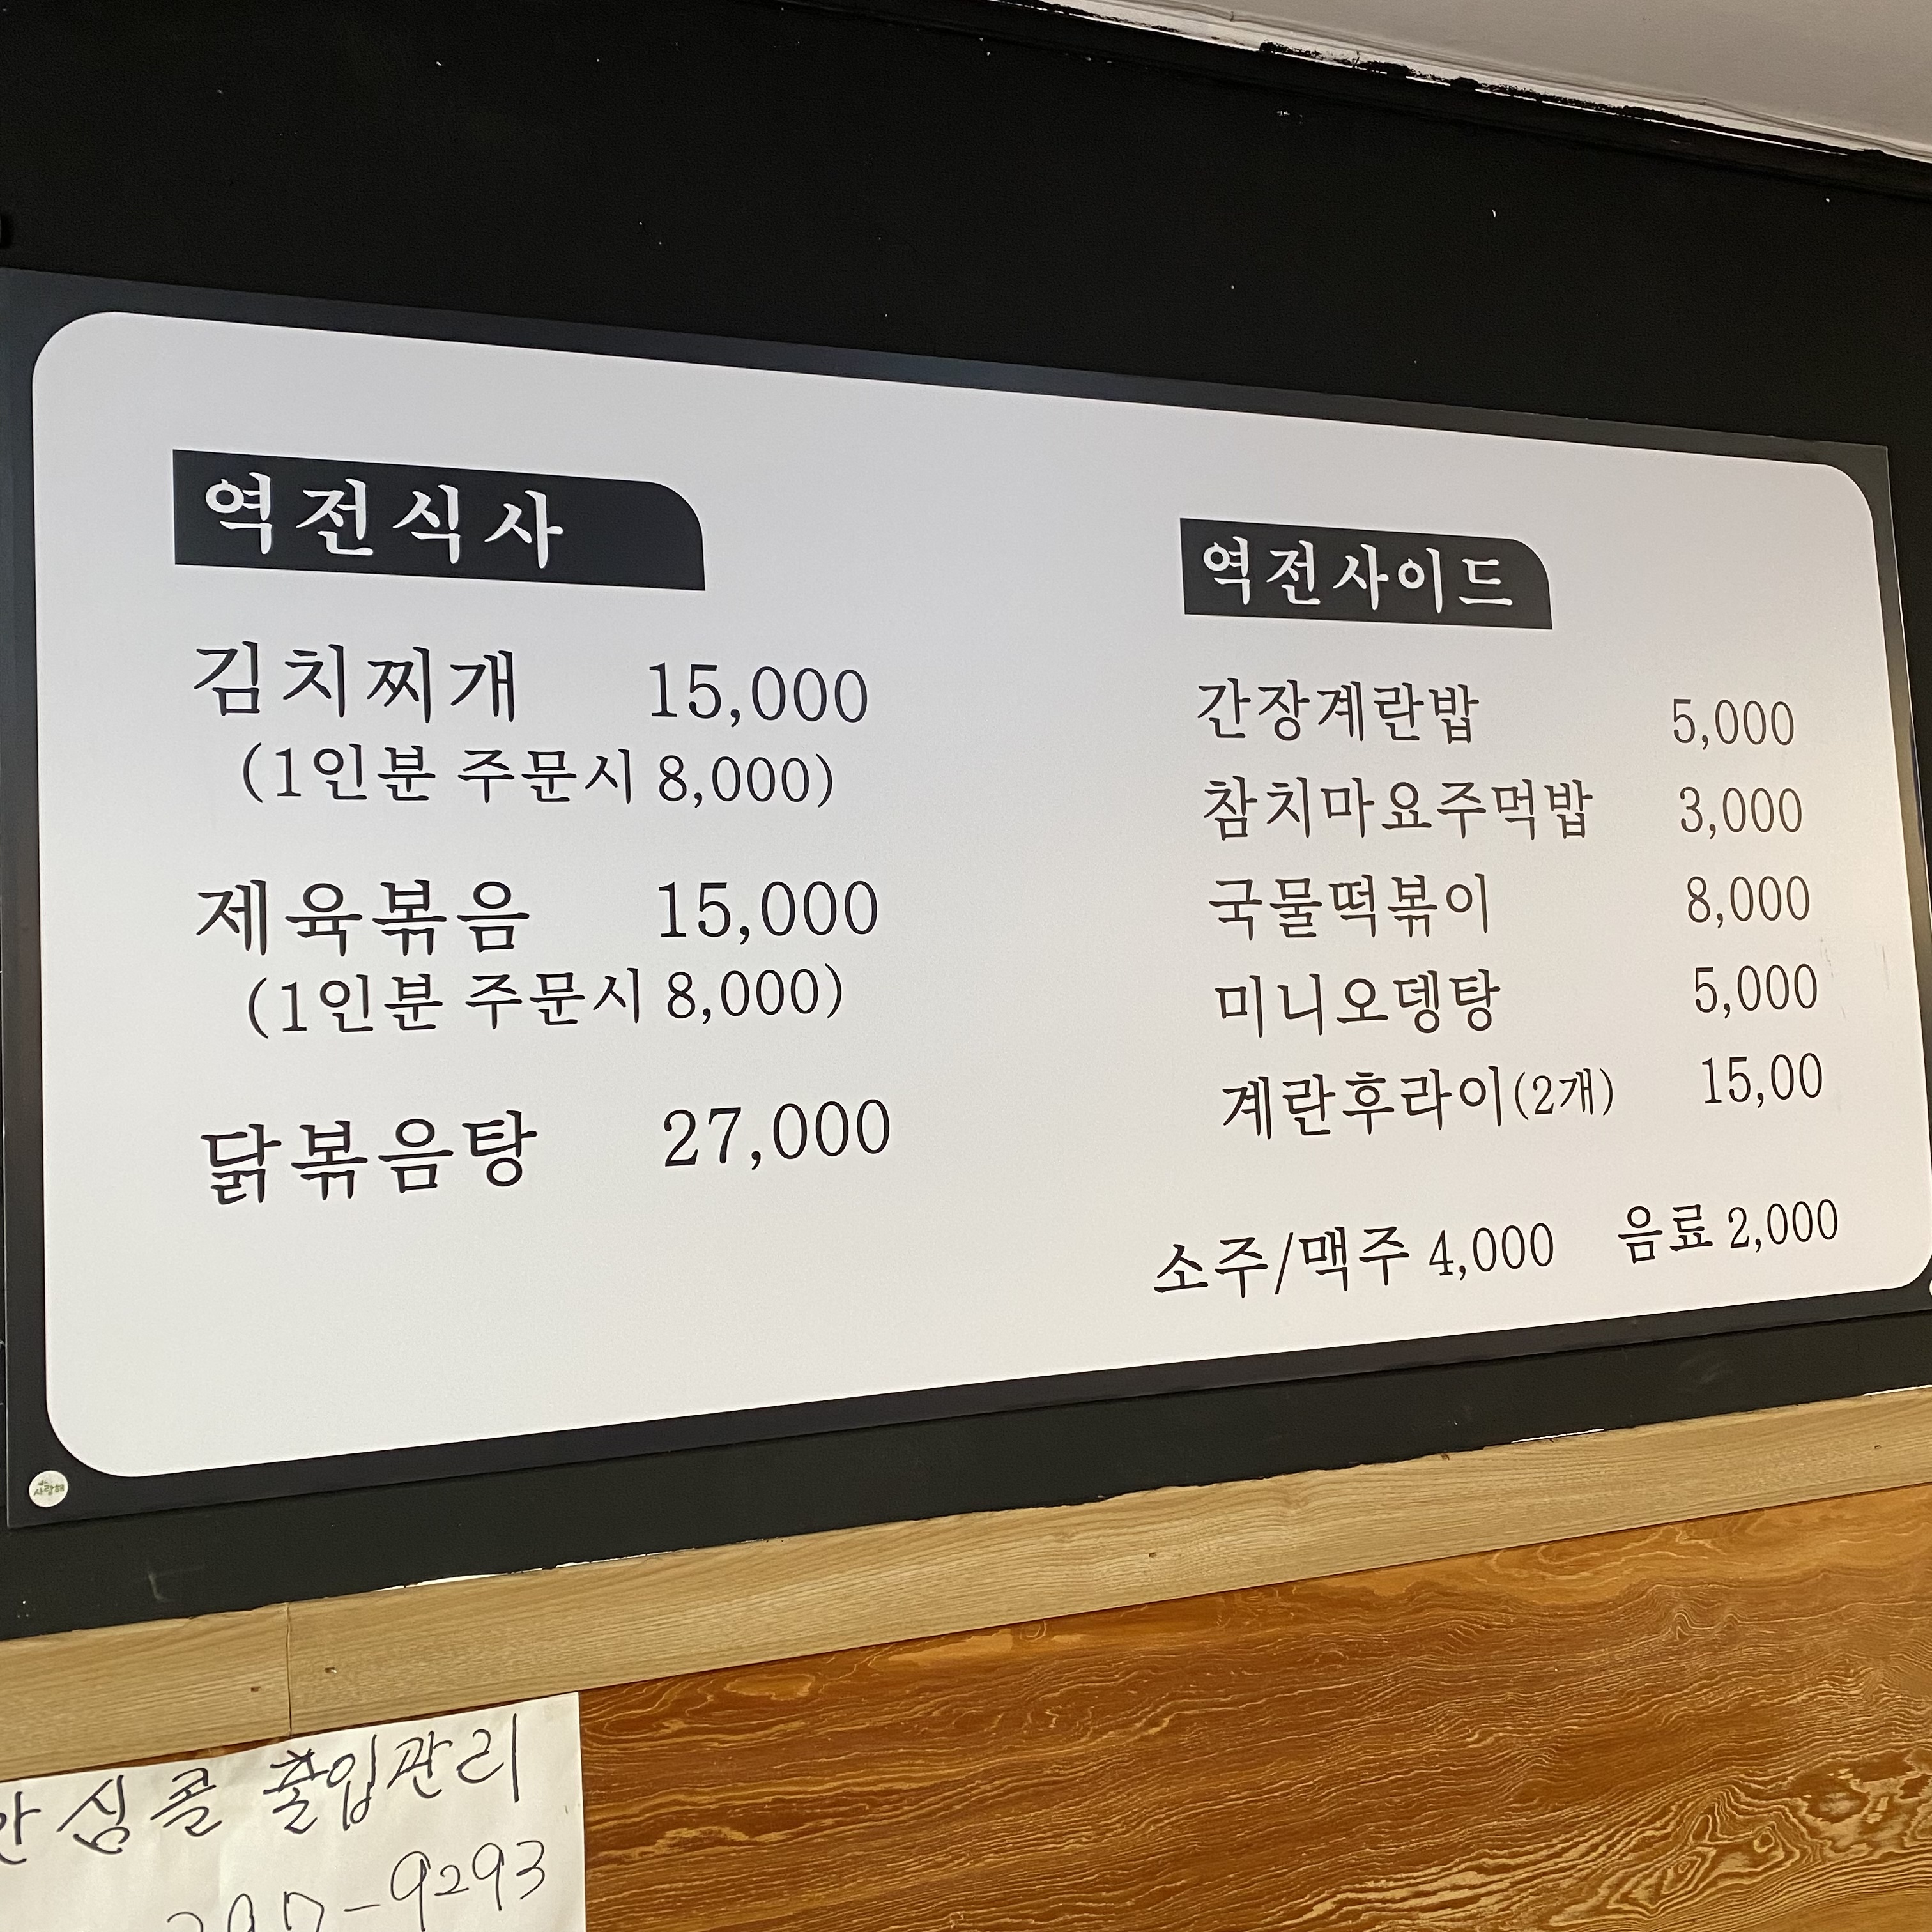 역전식사
김치찌개 15,000
(1인분 주문시 8,000)
제육볶음 15,000
(1인분 주문시 8,000)
닭볶음탕 27,000
역전사이드
간장계란밥 5,000
참치마요주먹밥 3,000
국물떡볶이 8,000
미니오뎅탕 5,000
계란후라이(2개) 15,00
소주/맥주 4,000 음료 2,000
사랑해
안심콜 출입관리
297-9293